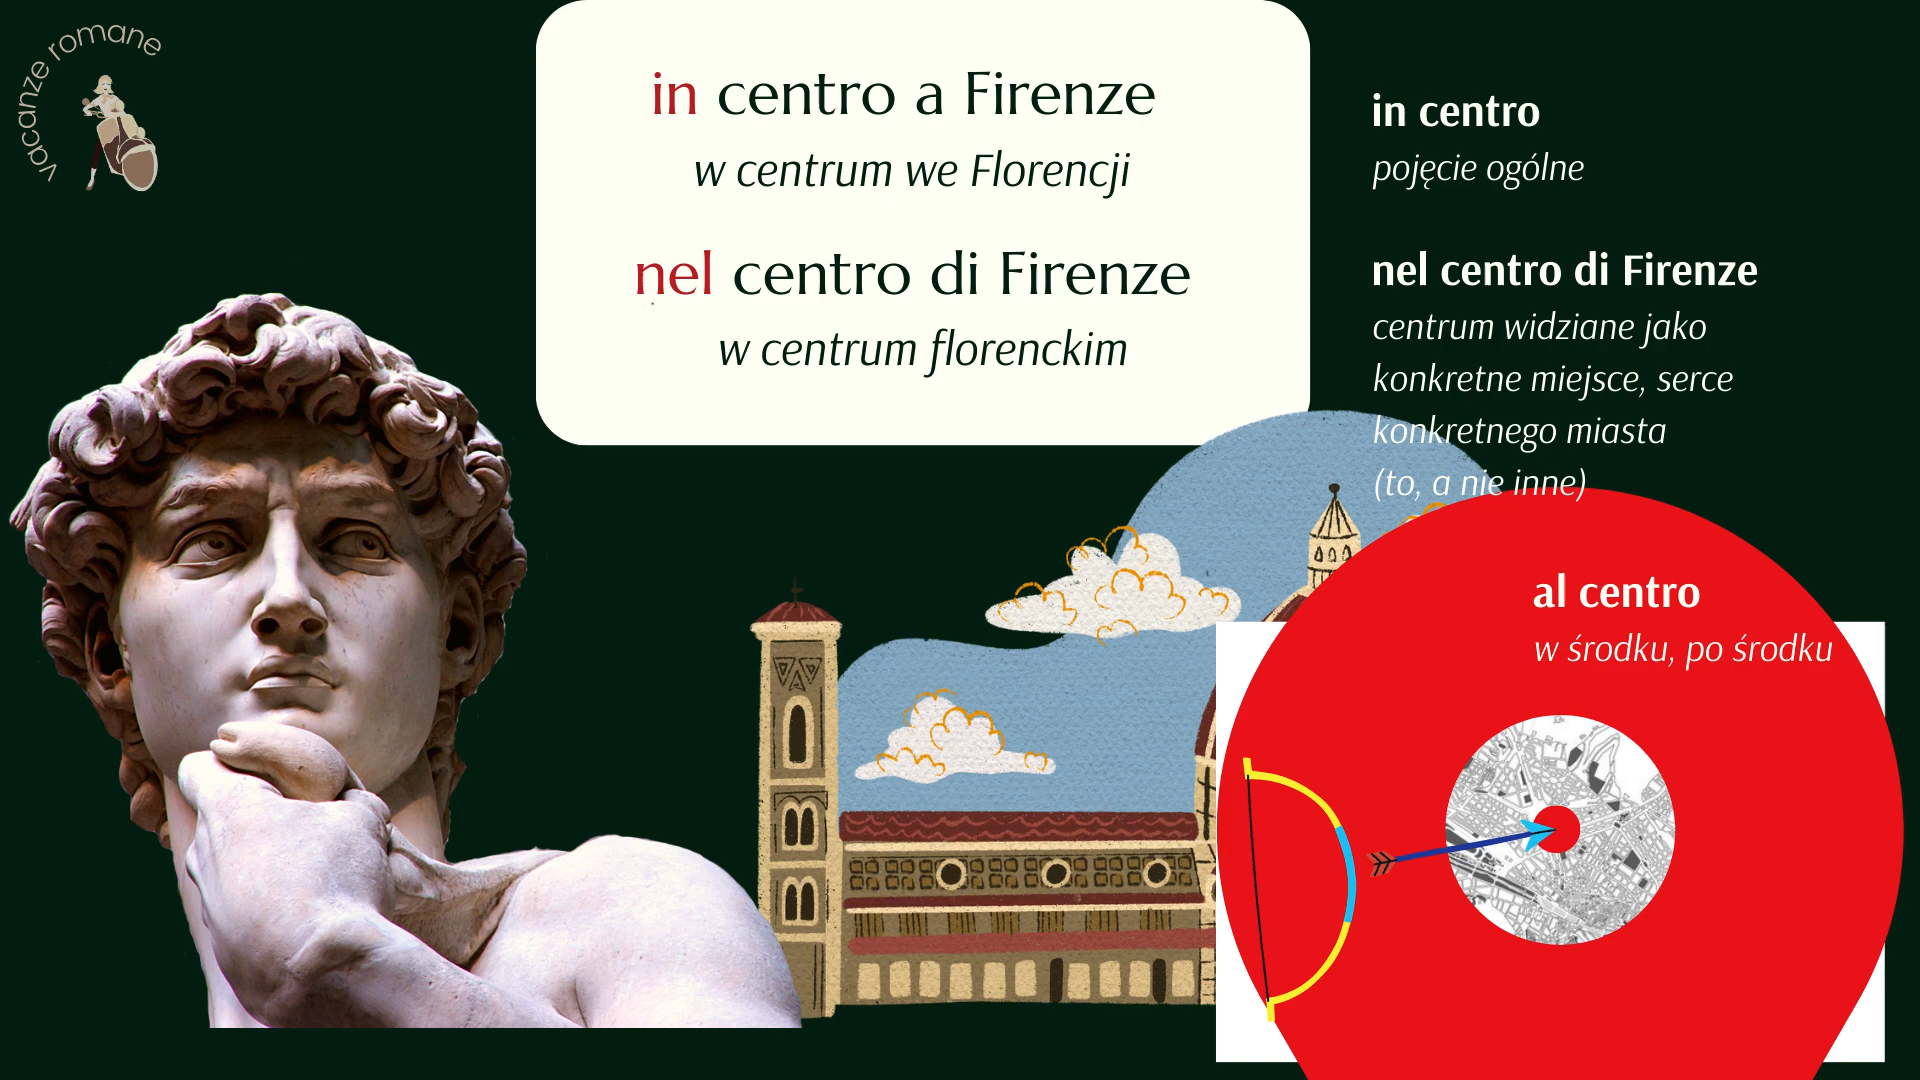 vacanze romane
in centro a Firenze
w centrum we Florencji
nel centro di Firenze
w centrum florenckim
in centro
pojęcie ogólne
nel centro di Firenze
centrum widziane jako
konkretne miejsce, serce
konkretnego miasta
(to, a nie inne)
al centro
w środku, po środku